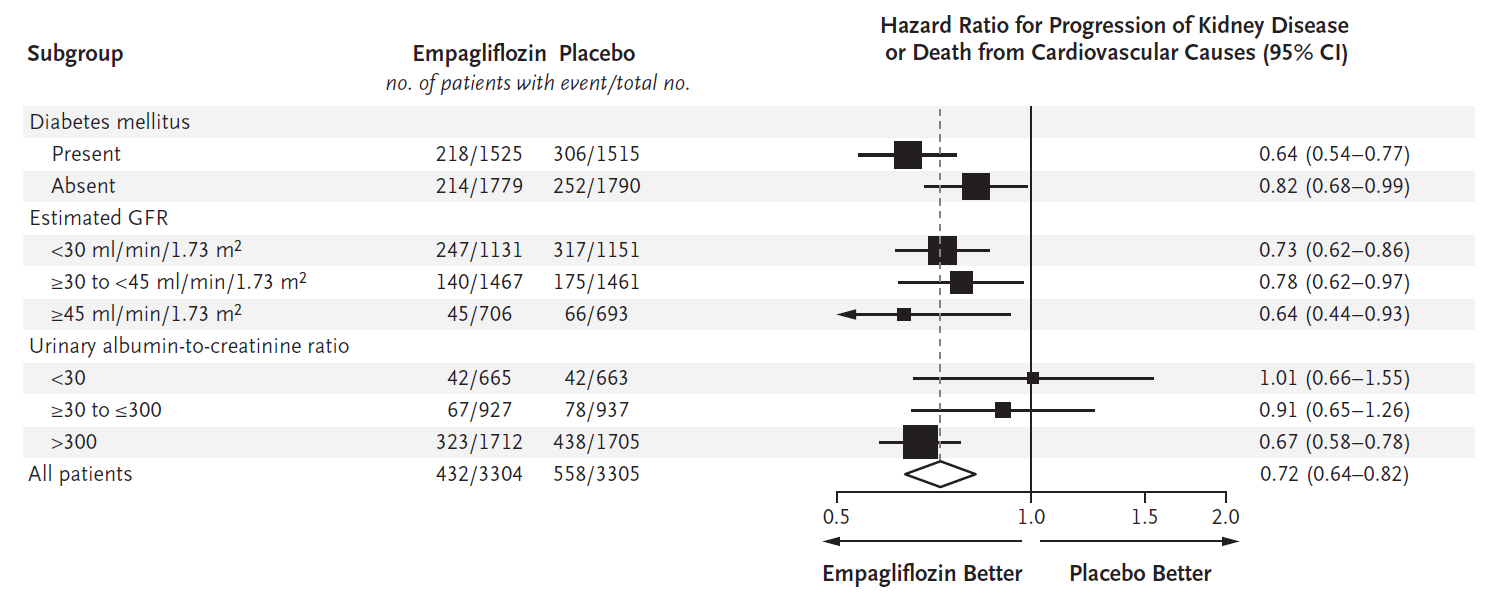 Hazard Ratio for Progression of Kidney Disease
or Death from Cardiovascular Causes (95% CI)
Subgroup Empagliflozin Placebo
no. of patients with event/total no.
Diabetes mellitus
Present 218/1525 306/1515 0.64 (0.54–0.77)
Absent 214/1779 252/1790 0.82 (0.68–0.99)
Estimated GFR
<30 ml/min/1.73 m² 247/1131 317/1151 0.73 (0.62–0.86)
≥30 to <45 ml/min/1.73 m² 140/1467 175/1461 0.78 (0.62–0.97)
≥45 ml/min/1.73 m² 45/706 66/693 0.64 (0.44–0.93)
Urinary albumin-to-creatinine ratio
<30 42/665 42/663 1.01 (0.66–1.55)
≥30 to ≤300 67/927 78/937 0.91 (0.65–1.26)
>300 323/1712 438/1705 0.67 (0.58–0.78)
All patients 432/3304 558/3305 0.72 (0.64–0.82)
0.5 1.0 1.5 2.0
Empagliflozin Better Placebo Better